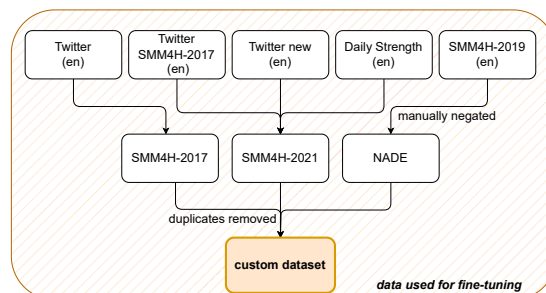 Twitter
(en)
Twitter
SMM4H-2017
(en)
Twitter new
(en)
Daily Strength
(en)
SMM4H-2019
(en)
manually negated
SMM4H-2017
SMM4H-2021
NADE
duplicates removed
custom dataset
data used for fine-tuning